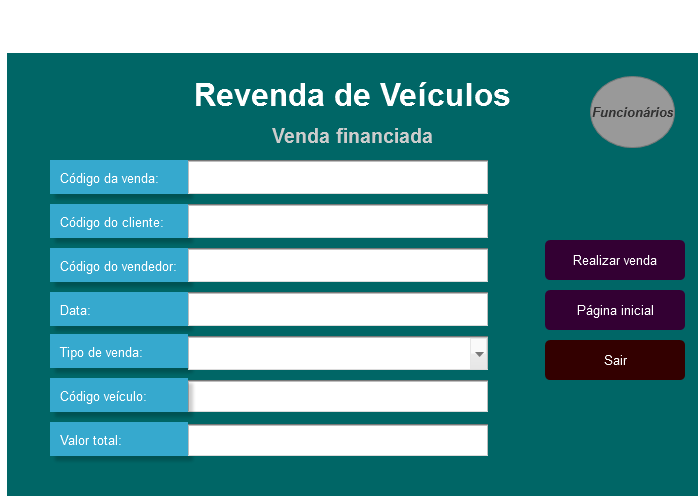 Revenda de Veículos
Funcionários
Venda financiada
Código da venda:
Código do cliente:
Código do vendedor:
Data:
Tipo de venda:
Código veículo:
Valor total:
Realizar venda
Página inicial
Sair